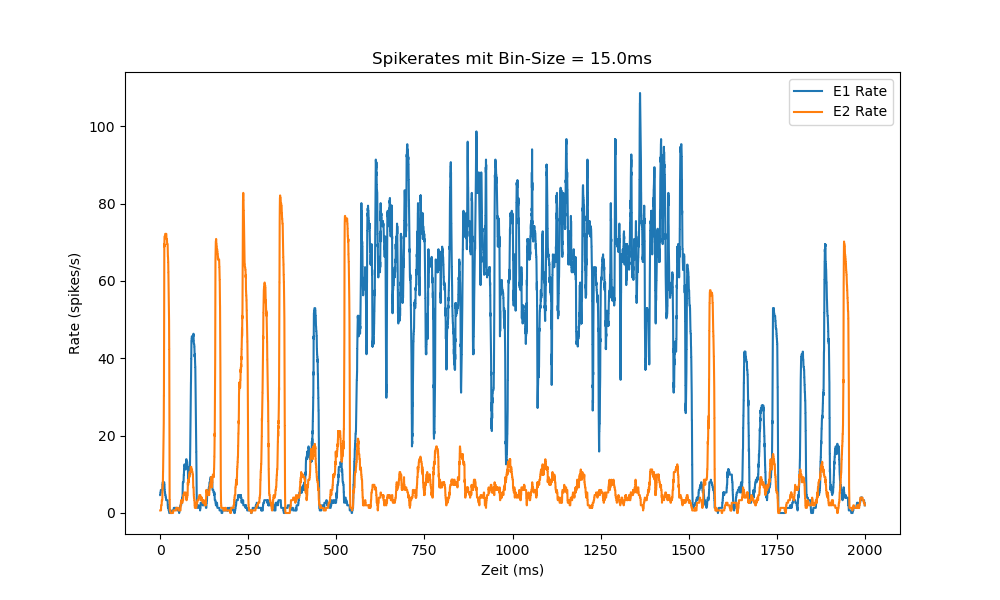 Spikerates mit Bin-Size = 15.0ms
E1 Rate
E2 Rate
Rate (spikes/s)
100
80
60
40
20
0
0 250 500 750 1000 1250 1500 1750 2000
Zeit (ms)